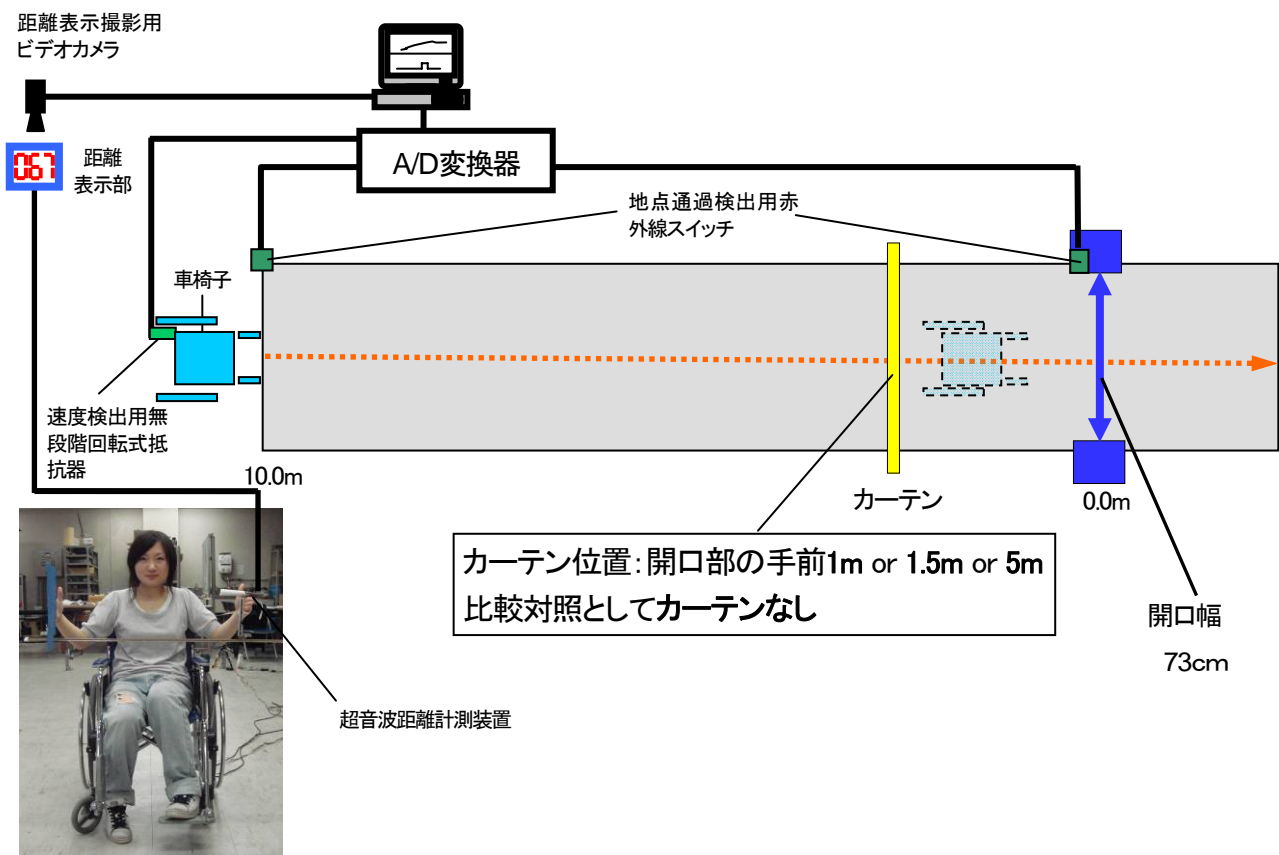 距離表示撮影用
ビデオカメラ
067
距離
表示部
A/D変換器
地点通過検出用赤
外線スイッチ
車椅子
速度検出用無
段階回転式抵
抗器
10.0m
カーテン
0.0m
カーテン位置:開口部の手前1m or 1.5m or 5m
比較対照としてカーテンなし
開口幅
73cm
超音波距離計測装置